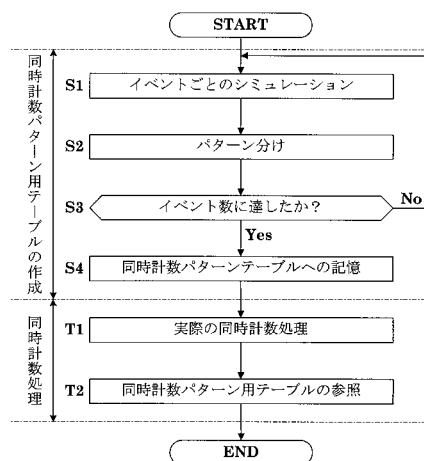 START
同時計数パターン用テーブルの作成
S1 イベントごとのシミュレーション
S2 パターン分け
S3 イベント数に達したか？ No
Yes
S4 同時計数パターンテーブルへの記憶
同時計数処理
T1 実際の同時計数処理
T2 同時計数パターン用テーブルの参照
END